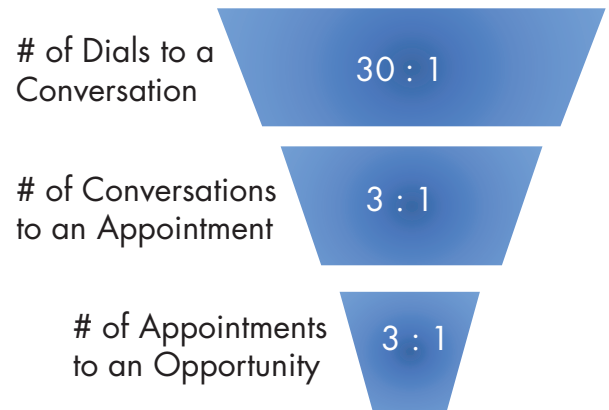 # of Dials to a
Conversation
30 : 1
# of Conversations
to an Appointment
3 : 1
# of Appointments
to an Opportunity
3 : 1